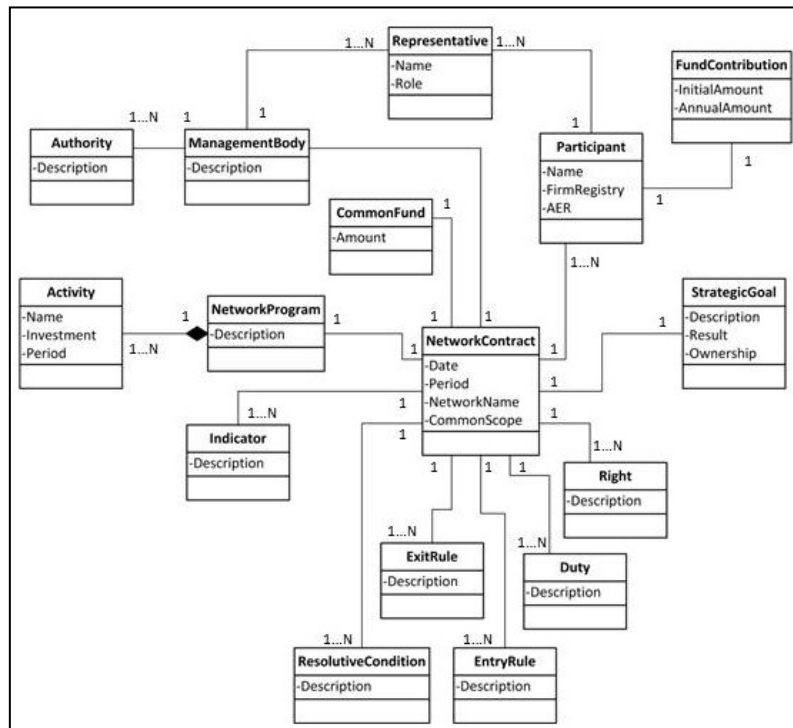 1...N
Representative
-Name
-Role
1...N
FundContribution
-InitialAmount
-AnnualAmount
1...N
1
1
1
1
Authority
-Description
ManagementBody
-Description
Participant
-Name
-FirmRegistry
-AER
1
1
CommonFund
-Amount
1
1...N
Activity
-Name
-Investment
-Period
1
1...N
NetworkProgram
-Description
1
1
1
1
StrategicGoal
-Description
-Result
-Ownership
1
NetworkContract
-Date
-Period
-NetworkName
-CommonScope
1
1
1
1...N
1
1
1
1...N
Indicator
-Description
1
1
1
Right
-Description
1...N
ExitRule
-Description
1...N
Duty
-Description
1...N
ResolutiveCondition
-Description
1...N
EntryRule
-Description